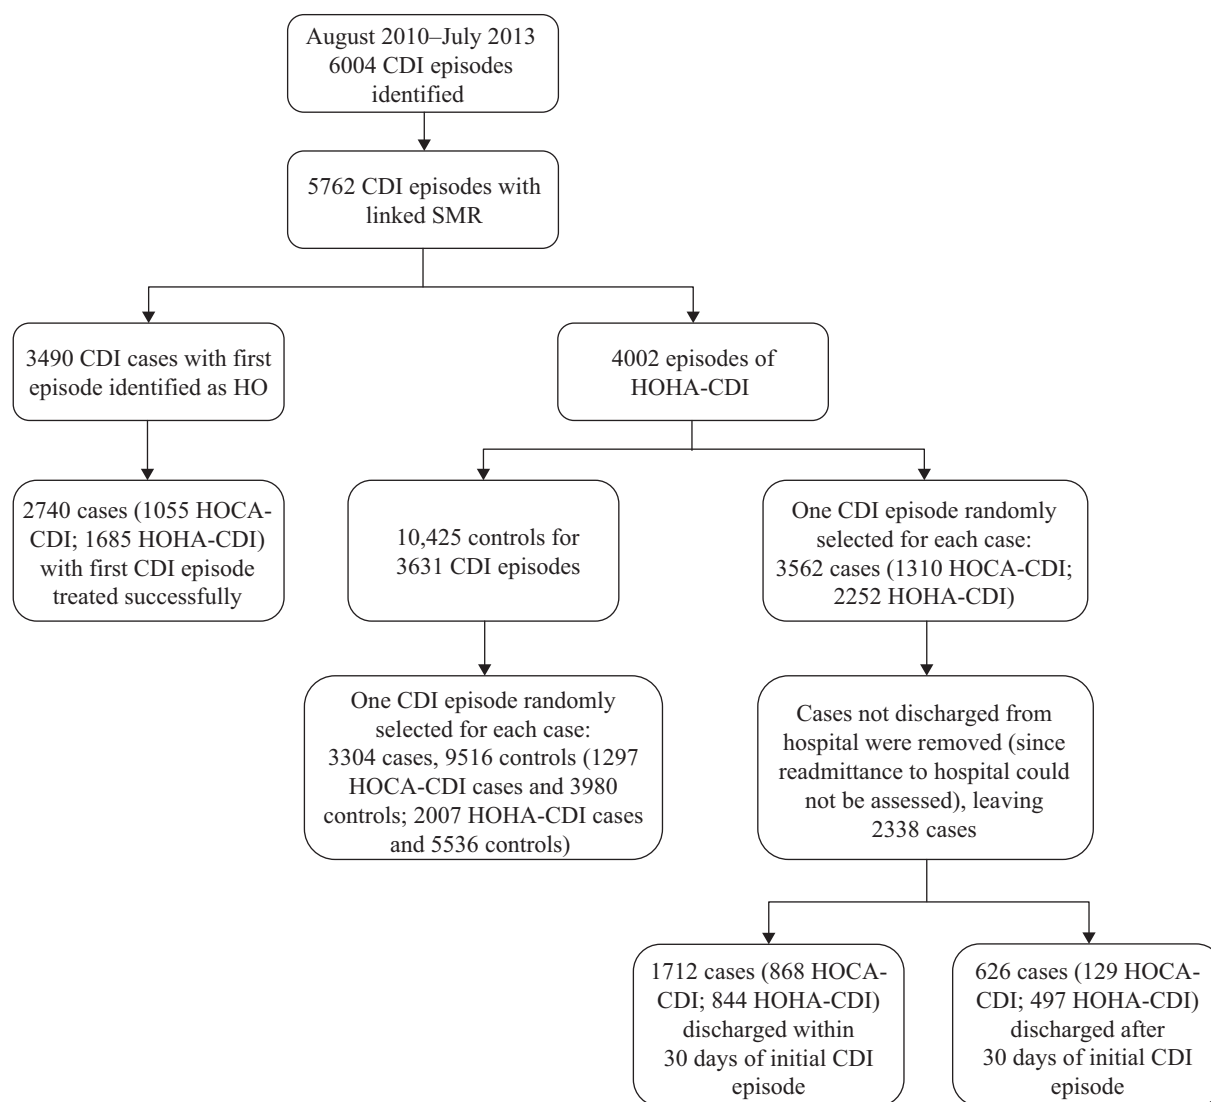 August 2010–July 2013
6004 CDI episodes
identified
5762 CDI episodes with
linked SMR
3490 CDI cases with first
episode identified as HO
4002 episodes of
HOHA-CDI
2740 cases (1055 HOCA-
CDI; 1685 HOHA-CDI)
with first CDI episode
treated successfully
10,425 controls for
3631 CDI episodes
One CDI episode randomly
selected for each case:
3562 cases (1310 HOCA-CDI;
2252 HOHA-CDI)
One CDI episode randomly
selected for each case:
3304 cases, 9516 controls (1297
HOCA-CDI cases and 3980
controls; 2007 HOHA-CDI cases
and 5536 controls)
Cases not discharged from
hospital were removed (since
readmittance to hospital could
not be assessed), leaving
2338 cases
1712 cases (868 HOCA-
CDI; 844 HOHA-CDI)
discharged within
30 days of initial CDI
episode
626 cases (129 HOCA-
CDI; 497 HOHA-CDI)
discharged after
30 days of initial CDI
episode